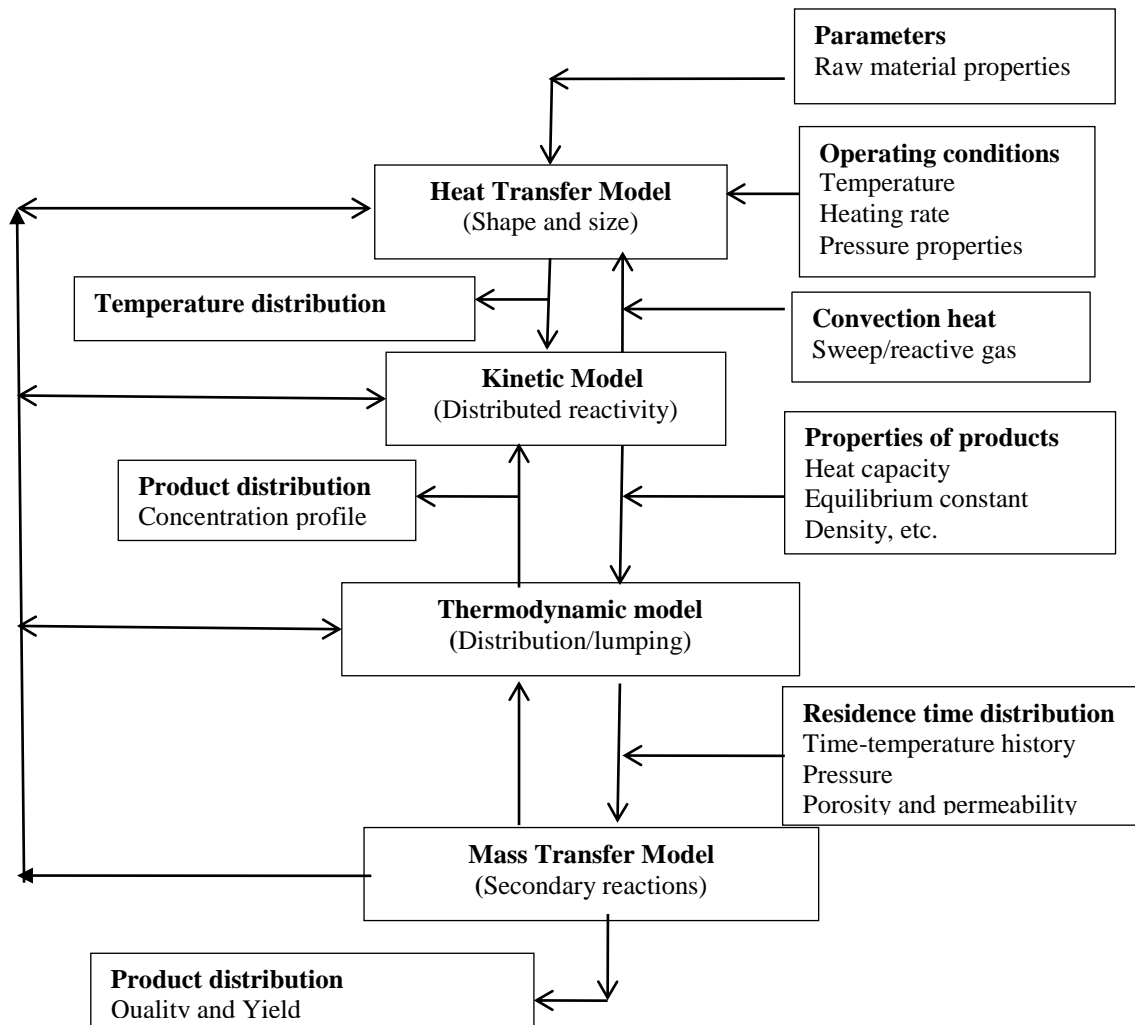 Parameters
Raw material properties
Operating conditions
Temperature
Heating rate
Pressure properties
Heat Transfer Model
(Shape and size)
Temperature distribution
Convection heat
Sweep/reactive gas
Kinetic Model
(Distributed reactivity)
Properties of products
Heat capacity
Equilibrium constant
Density, etc.
Product distribution
Concentration profile
Thermodynamic model
(Distribution/lumping)
Residence time distribution
Time-temperature history
Pressure
Porosity and permeability
Mass Transfer Model
(Secondary reactions)
Product distribution
Quality and Yield